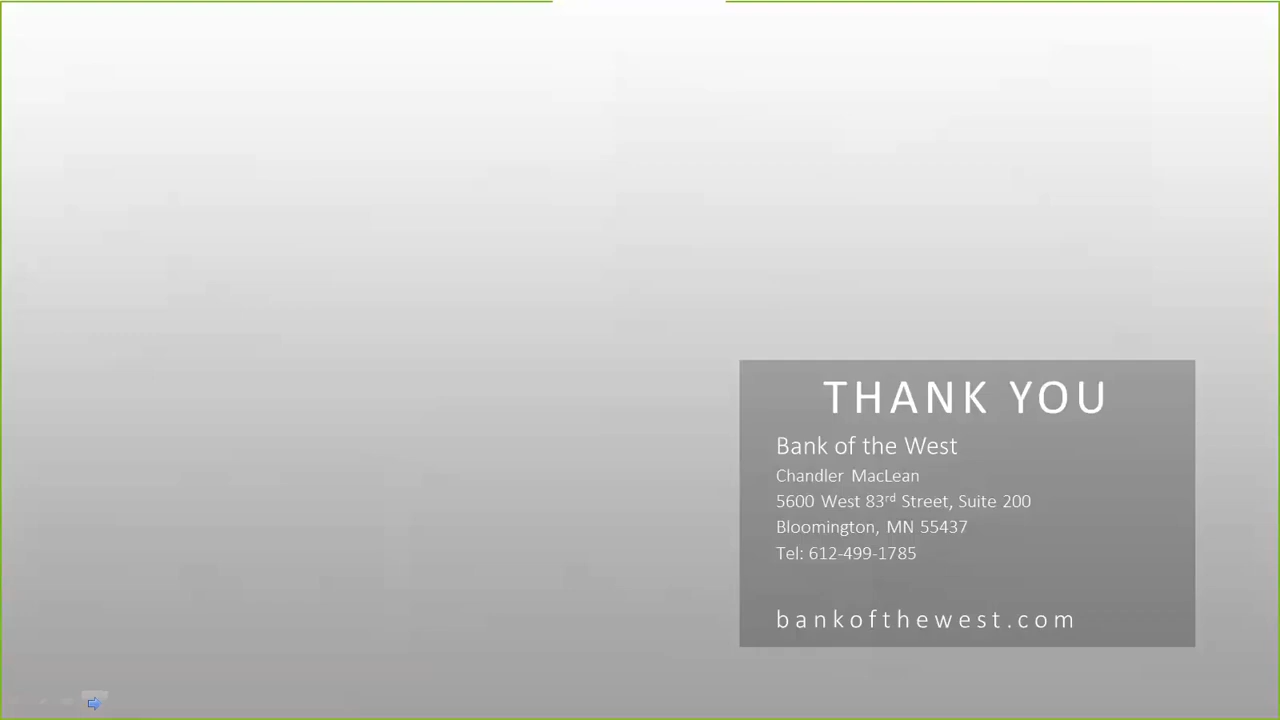 THANK YOU
Bank of the West
Chandler MacLean
5600 West 83rd Street, Suite 200
Bloomington, MN 55437
Tel: 612-499-1785
bankofthewest.com